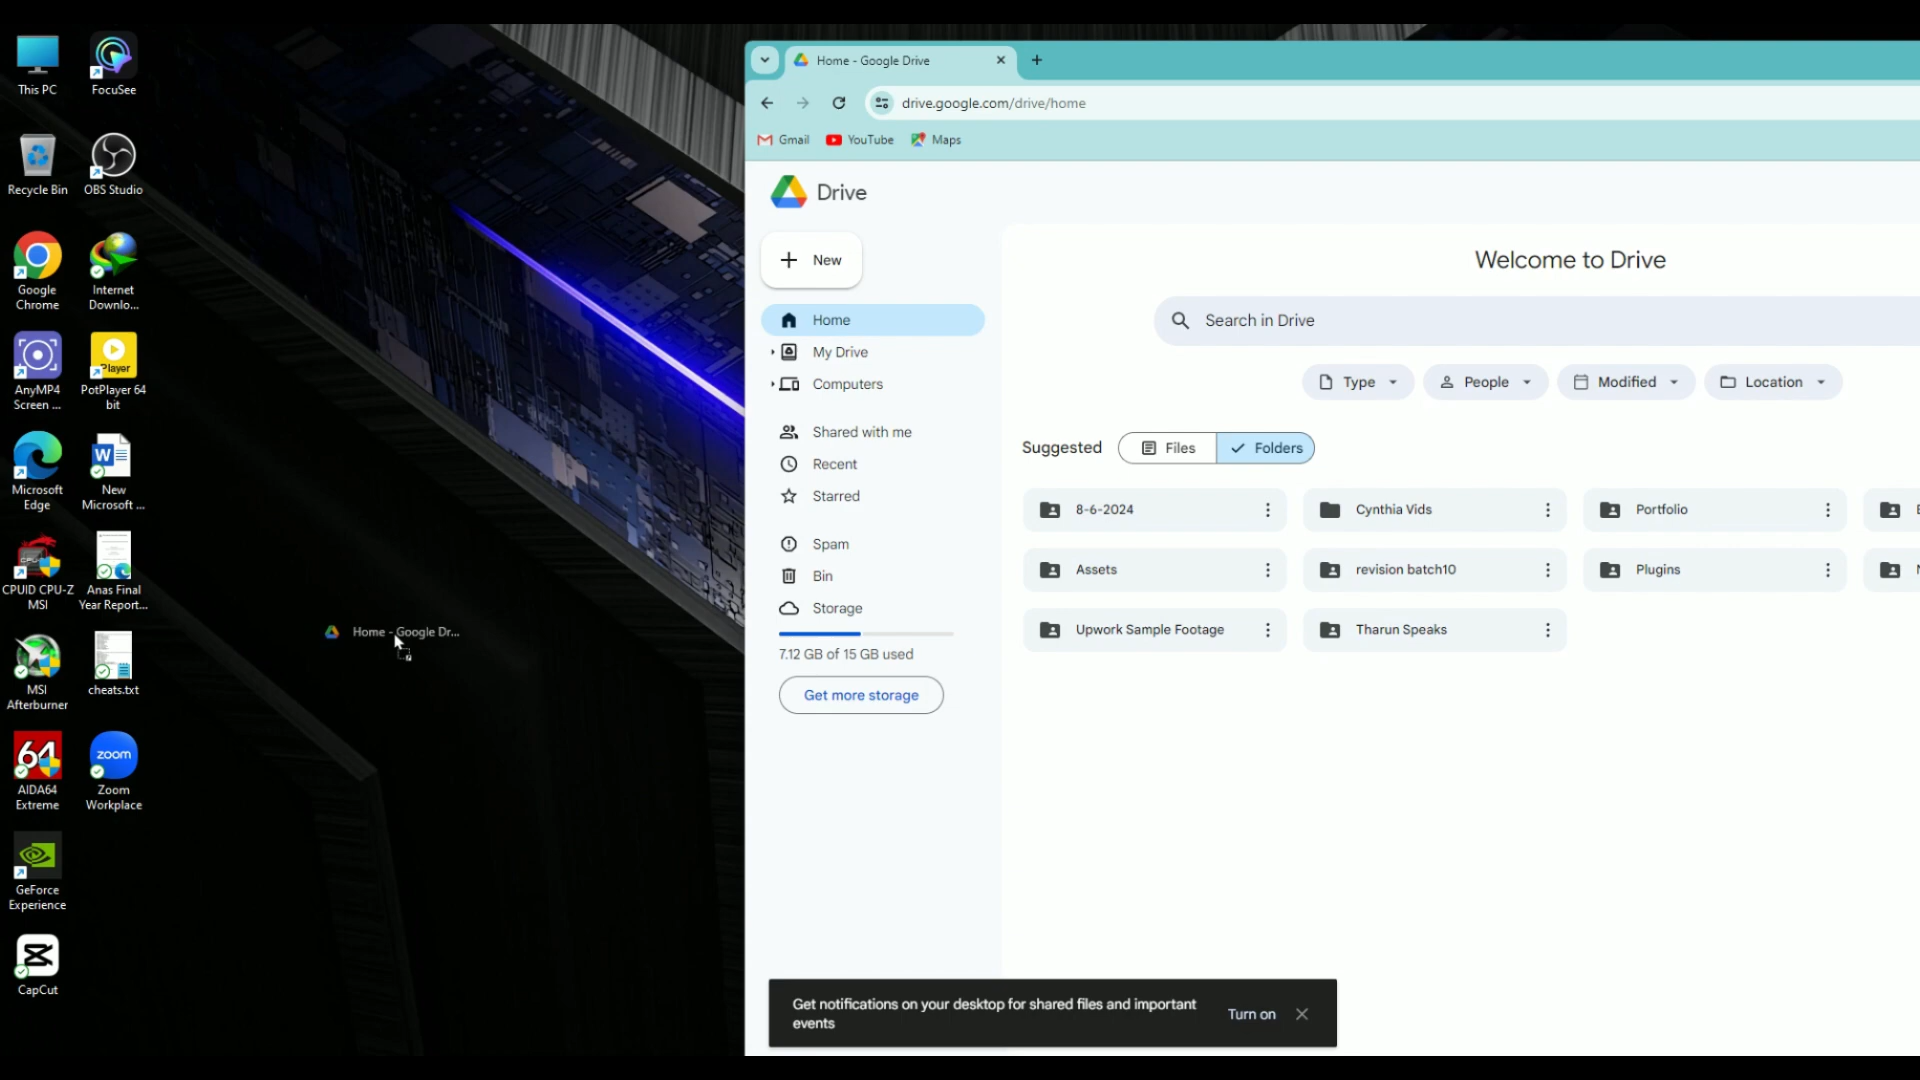 This PC
FocuSee
Recycle Bin
OBS Studio
Google
Chrome
Internet
Downlo...
AnyMP4
Screen ...
Player
PotPlayer 64
bit
Microsoft
Edge
New
Microsoft ...
CPUID CPU-Z
MSI
Anas Final
Year Report...
MSI
Afterburner
cheats.txt
64
AIDA64
Extreme
zoom
Zoom
Workplace
GeForce
Experience
CapCut
Home - Google Dr...
Home - Google Drive
drive.google.com/drive/home
Gmail
YouTube
Maps
Drive
New
Home
My Drive
Computers
Shared with me
Recent
Starred
Spam
Bin
Storage
7.12 GB of 15 GB used
Get more storage
Welcome to Drive
Search in Drive
Type
People
Modified
Location
Suggested
Files
Folders
8-6-2024
Cynthia Vids
Portfolio
Assets
revision batch10
Plugins
Upwork Sample Footage
Tharun Speaks
Get notifications on your desktop for shared files and important
events
Turn on